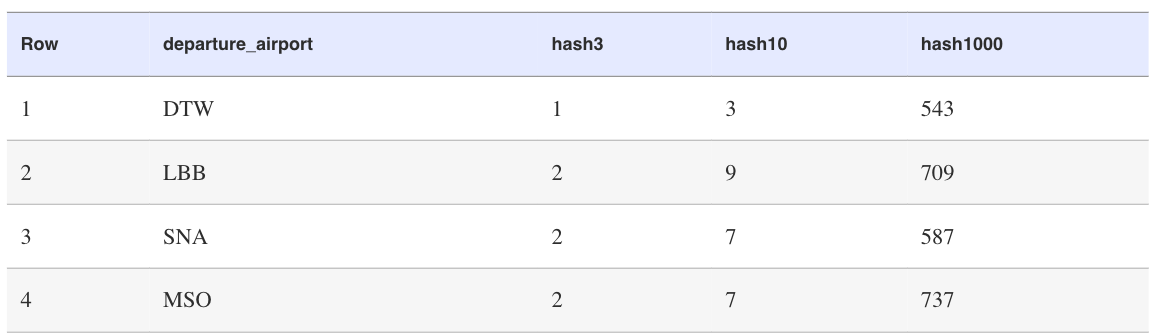 Row departure_airport hash3 hash10 hash1000
1 DTW 1 3 543
2 LBB 2 9 709
3 SNA 2 7 587
4 MSO 2 7 737